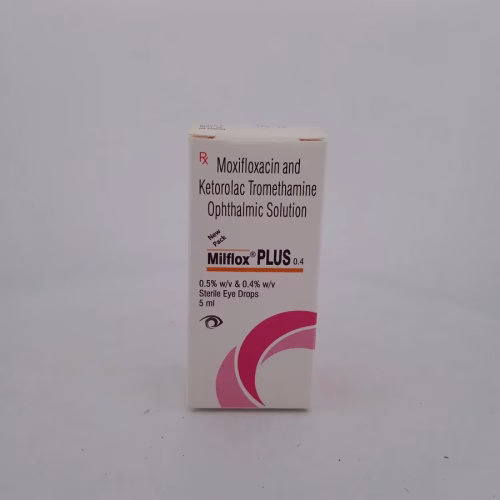 Rx
Moxifloxacin and
Ketorolac Tromethamine
Ophthalmic Solution
New
Pack
Milflox® PLUS 0.4
0.5% w/v & 0.4% w/v
Sterile Eye Drops
5 ml